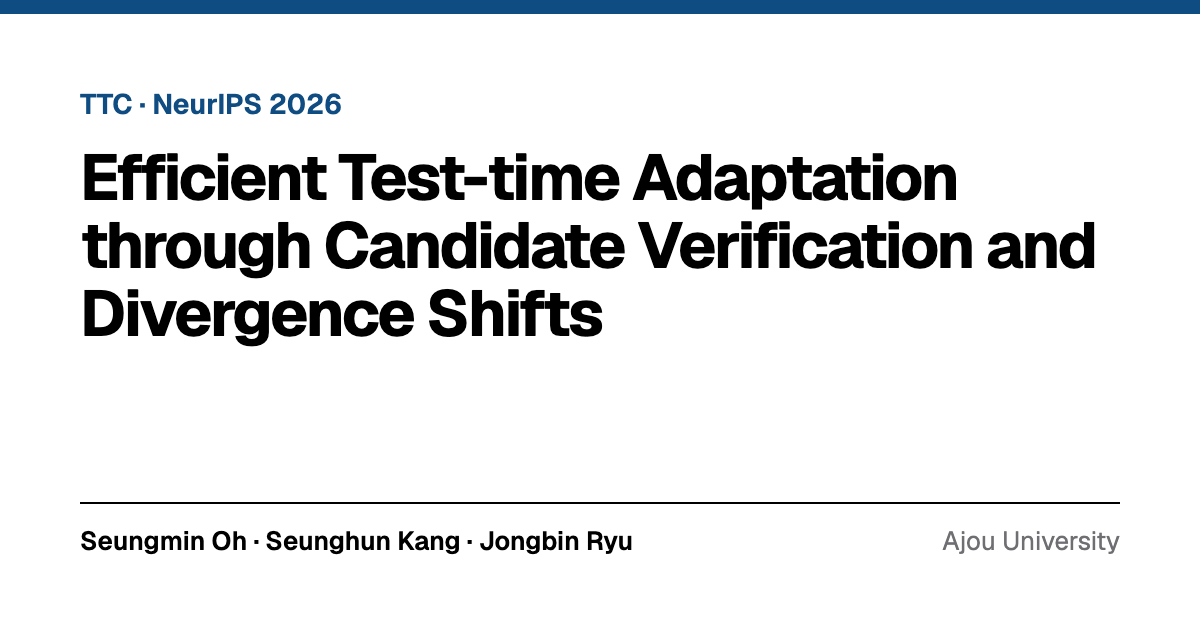 TTC · NeurIPS 2026
Efficient Test-time Adaptation
through Candidate Verification and
Divergence Shifts
Seungmin Oh · Seunghun Kang · Jongbin Ryu
Ajou University